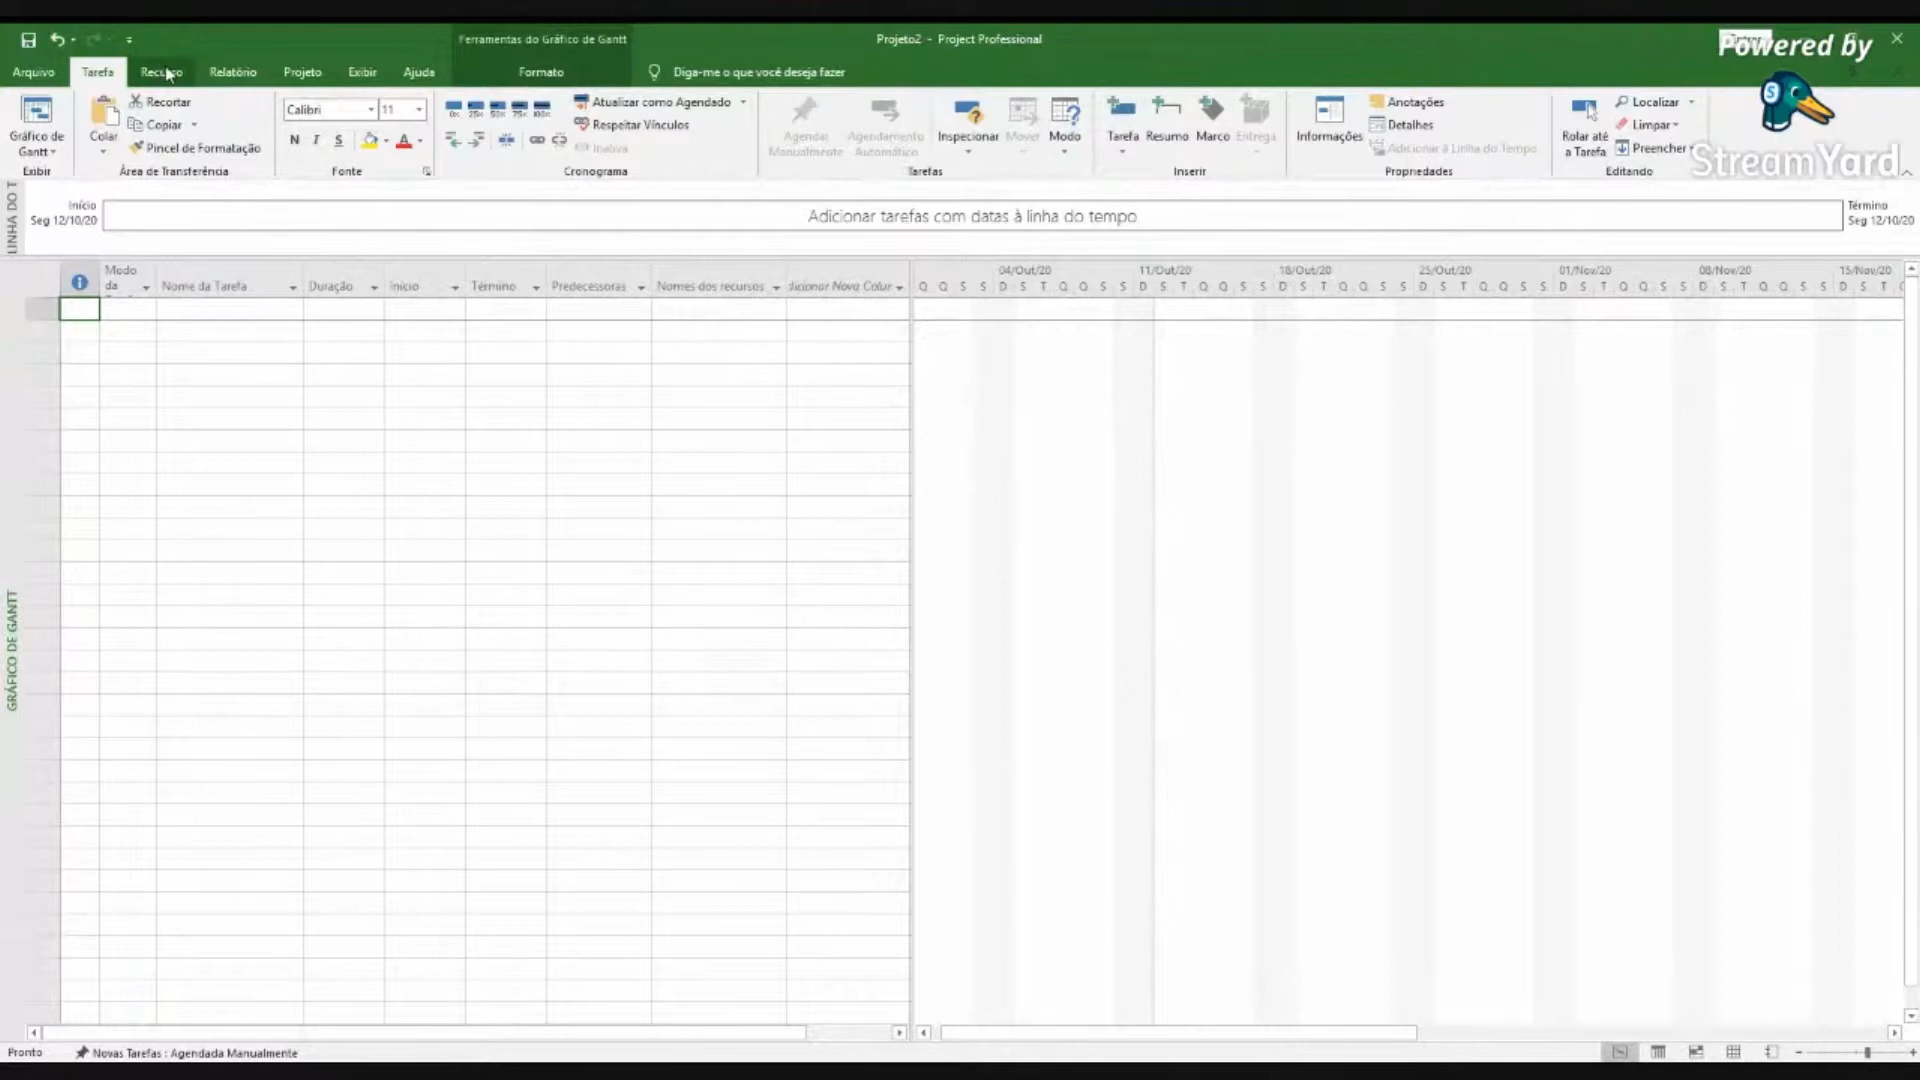 Ferramentas do Gráfico de Gantt
Projeto2 - Project Professional
Powered by
StreamYard
Arquivo Tarefa Recurso Relatório Projeto Exibir Ajuda Formato Diga-me o que você deseja fazer
Gráfico de Gantt
Exibir
Colar
Recortar
Copiar
Pincel de Formatação
Área de Transferência
Calibri 11
N I S A
Fonte
0% 25% 50% 75% 100%
Atualizar como Agendado
Respeitar Vínculos
Inativa
Cronograma
Agendar Manualmente
Agendamento Automático
Inspecionar
Mover
Modo
Tarefas
Tarefa
Resumo
Marco
Entrega
Inserir
Informações
Anotações
Detalhes
Adicionar à Linha do Tempo
Propriedades
Rolar até a Tarefa
Localizar
Limpar
Preencher
Editando
LINHA DO T
Início
Seg 12/10/20
Adicionar tarefas com datas à linha do tempo
Término
Seg 12/10/20
Modo da
Nome da Tarefa
Duração
Início
Término
Predecessoras
Nomes dos recursos
dicionar Nova Colur
04/Out/20 11/Out/20 18/Out/20 25/Out/20 01/Nov/20 08/Nov/20 15/Nov/20
Q Q S S D S T Q Q S S D S T Q Q S S D S T Q Q S S D S T Q Q S S D S T Q Q S S D S T Q Q S S D S T
GRÁFICO DE GANTT
Pronto
Novas Tarefas : Agendada Manualmente